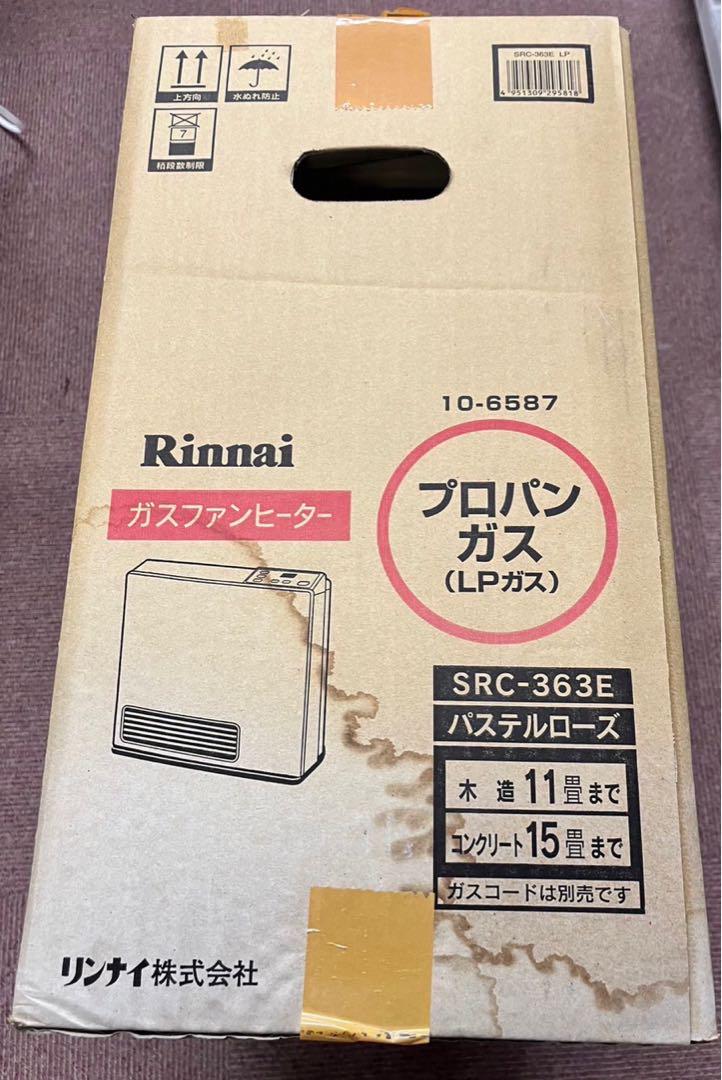 上方向
水ぬれ防止
7
積段数制限
SRC-363E LP
4 951309 295818
10-6587
Rinnai
ガスファンヒーター
プロパン
ガス
(LPガス)
SRC-363E
パステルローズ
木造11畳まで
コンクリート15畳まで
ガスコードは別売です
リンナイ株式会社